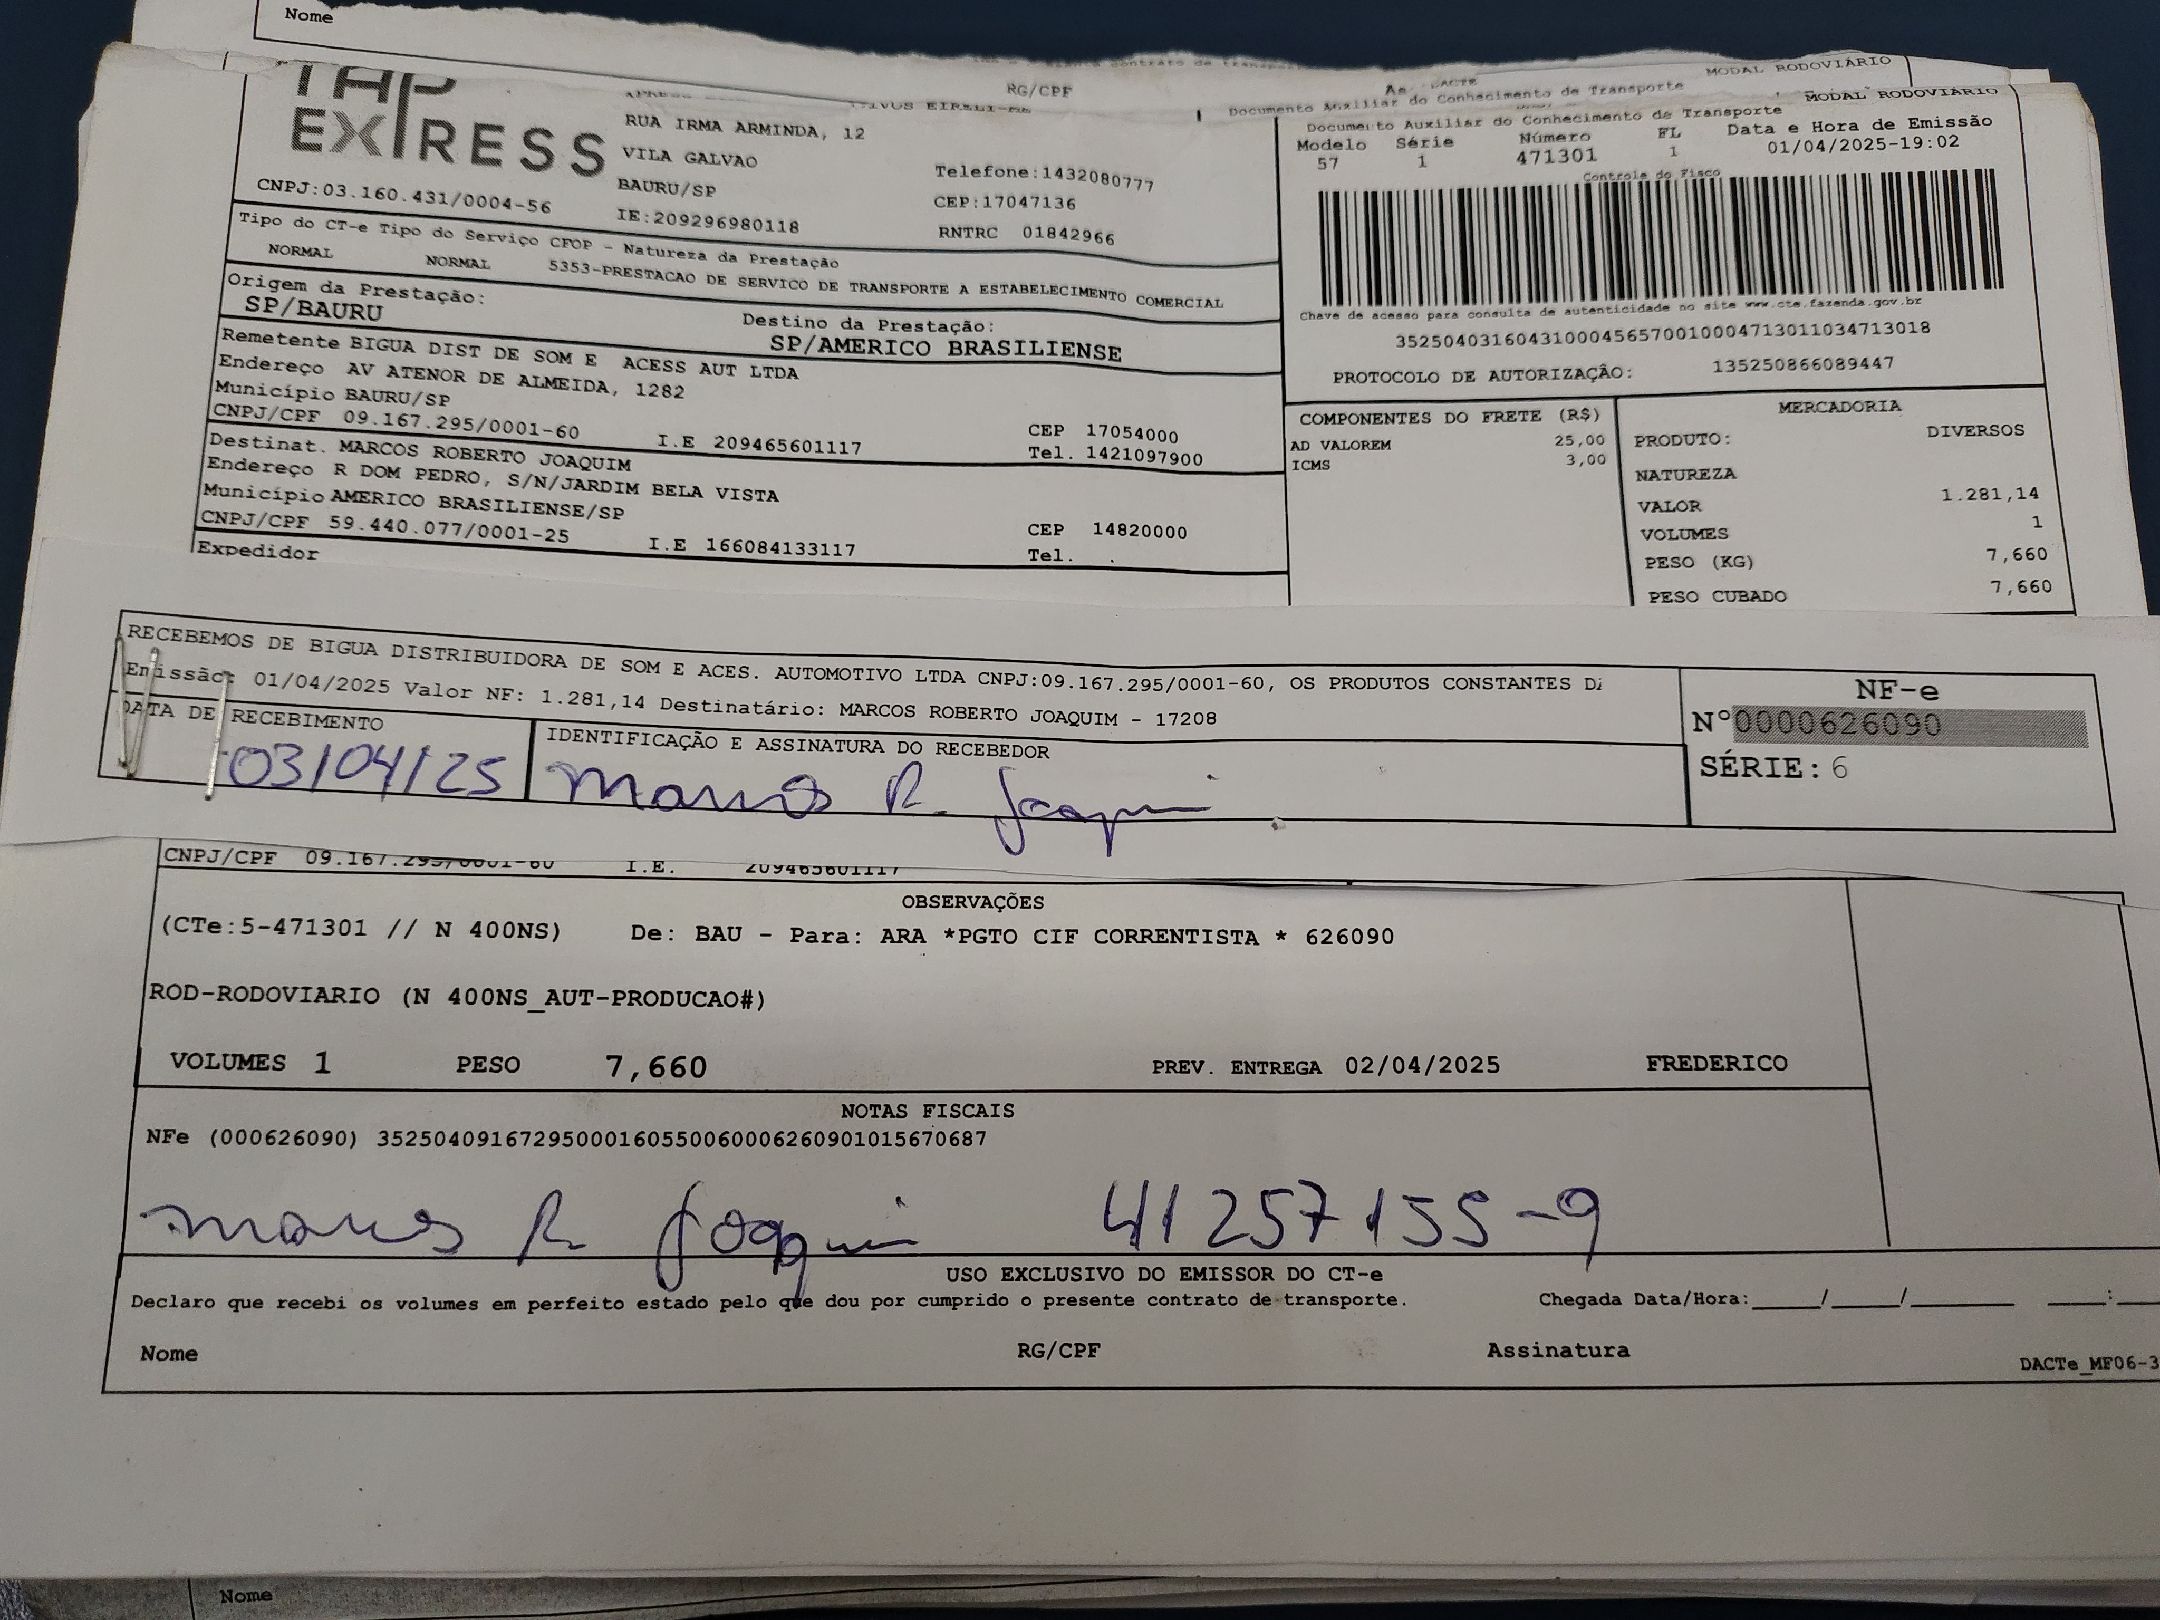 Nome
RG/CPF
MODAL RODOVIÁRIO
Documento Auxiliar do Conhecimento de Transporte
TAP
EXPRESS
RUA IRMA ARMINDA, 12
VILA GALVAO
BAURU/SP
IE:209296980118
Telefone:1432080777
CEP:17047136
RNTRC 01842966
CNPJ:03.160.431/0004-56
MODAL RODOVIÁRIO
Documento Auxiliar do Conhecimento de Transporte
Modelo Série Número FL Data e Hora de Emissão
57 1 471301 1 01/04/2025-19:02
Controle do Fisco
Chave de acesso para consulta de autenticidade no site www.cte.fazenda.gov.br
35250403160431000456570010004713011034713018
PROTOCOLO DE AUTORIZAÇÃO: 135250866089447
Tipo do CT-e Tipo do Serviço CFOP - Natureza da Prestação
NORMAL NORMAL 5353-PRESTACAO DE SERVICO DE TRANSPORTE A ESTABELECIMENTO COMERCIAL
Origem da Prestação:
SP/BAURU
Destino da Prestação:
SP/AMERICO BRASILIENSE
Remetente BIGUA DIST DE SOM E ACESS AUT LTDA
Endereço AV ATENOR DE ALMEIDA, 1282
Município BAURU/SP
CNPJ/CPF 09.167.295/0001-60 I.E 209465601117
CEP 17054000
Tel. 1421097900
Destinat. MARCOS ROBERTO JOAQUIM
Endereço R DOM PEDRO, S/N/JARDIM BELA VISTA
Município AMERICO BRASILIENSE/SP
CNPJ/CPF 59.440.077/0001-25 I.E 166084133117
CEP 14820000
Tel. .
Expedidor
COMPONENTES DO FRETE (R$)
AD VALOREM 25,00
ICMS 3,00
MERCADORIA
PRODUTO: DIVERSOS
NATUREZA
VALOR 1.281,14
VOLUMES 1
PESO (KG) 7,660
PESO CUBADO 7,660
RECEBEMOS DE BIGUA DISTRIBUIDORA DE SOM E ACES. AUTOMOTIVO LTDA CNPJ:09.167.295/0001-60, OS PRODUTOS CONSTANTES DA
Emissão: 01/04/2025 Valor NF: 1.281,14 Destinatário: MARCOS ROBERTO JOAQUIM - 17208
DATA DE RECEBIMENTO
03/04/25
IDENTIFICAÇÃO E ASSINATURA DO RECEBEDOR
Marcos R. Joaquim
NF-e
N°0000626090
SÉRIE: 6
CNPJ/CPF 09.167.295/0001-60 I.E. 209465601117
OBSERVAÇÕES
(CTe:5-471301 // N 400NS) De: BAU - Para: ARA *PGTO CIF CORRENTISTA * 626090
ROD-RODOVIARIO (N 400NS_AUT-PRODUCAO#)
VOLUMES 1 PESO 7,660 PREV. ENTREGA 02/04/2025 FREDERICO
NOTAS FISCAIS
NFe (000626090) 35250409167295000160550060006260901015670687
Marcos R. Joaquim 41257155-9
USO EXCLUSIVO DO EMISSOR DO CT-e
Declaro que recebi os volumes em perfeito estado pelo que dou por cumprido o presente contrato de transporte. Chegada Data/Hora:_____/_____/________ _____:
Nome RG/CPF Assinatura
DACTe_MF06-3
Nome